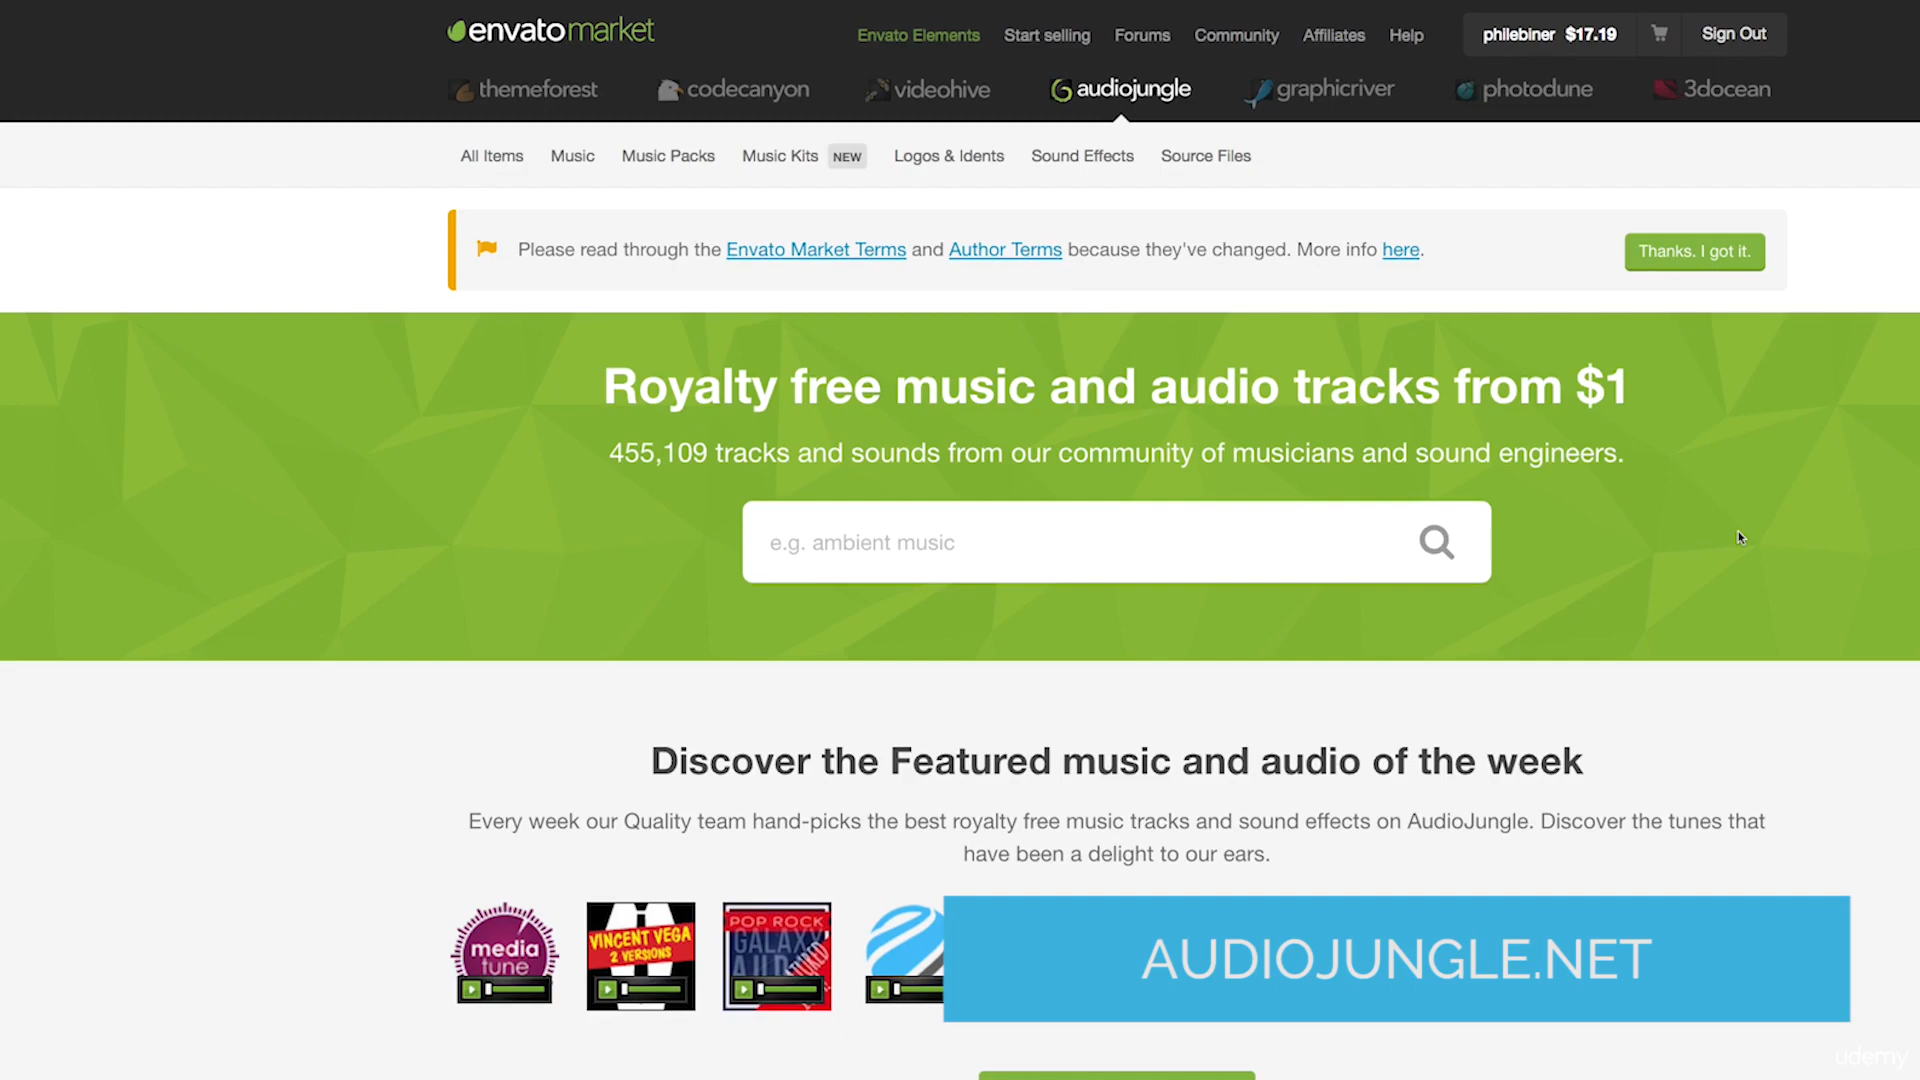 envatomarket
Envato Elements Start selling Forums Community Affiliates Help philebiner $17.19 Sign Out
themeforest codecanyon videohive audiojungle graphicriver photodune 3docean
All Items Music Music Packs Music Kits NEW Logos & Idents Sound Effects Source Files
Please read through the Envato Market Terms and Author Terms because they've changed. More info here.
Thanks. I got it.
Royalty free music and audio tracks from $1
455,109 tracks and sounds from our community of musicians and sound engineers.
e.g. ambient music
Discover the Featured music and audio of the week
Every week our Quality team hand-picks the best royalty free music tracks and sound effects on AudioJungle. Discover the tunes that
have been a delight to our ears.
media
tune
VINCENT VEGA
2 VERSIONS
POP ROCK
GALAXY
AUDIOJUNGLE.NET
udemy